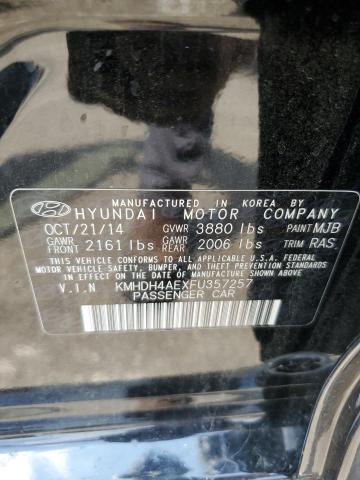 MANUFACTURED IN KOREA BY
HYUNDAI MOTOR COMPANY
OCT/21/14 GVWR 3880 lbs PAINT MJB
GAWR FRONT 2161 lbs GAWR REAR 2006 lbs TRIM RAS
THIS VEHICLE CONFORMS TO ALL APPLICABLE U.S.A. FEDERAL
MOTOR VEHICLE SAFETY, BUMPER, AND THEFT PREVENTION
STANDARDS IN EFFECT ON THE DATE OF MANUFACTURE
SHOWN ABOVE.
V.I.N KMHDH4AEXFU357257
PASSENGER CAR